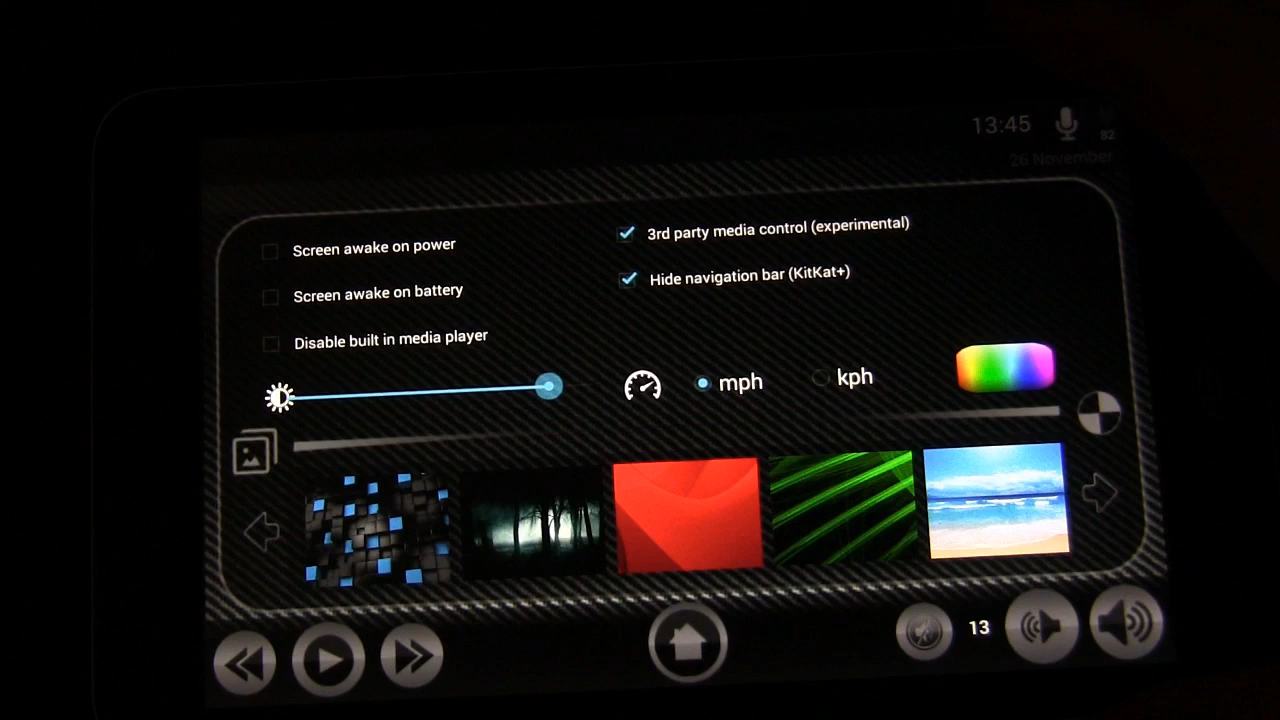 13:45
82
26 November
Screen awake on power
3rd party media control (experimental)
Screen awake on battery
Hide navigation bar (KitKat+)
Disable built in media player
mph
kph
13